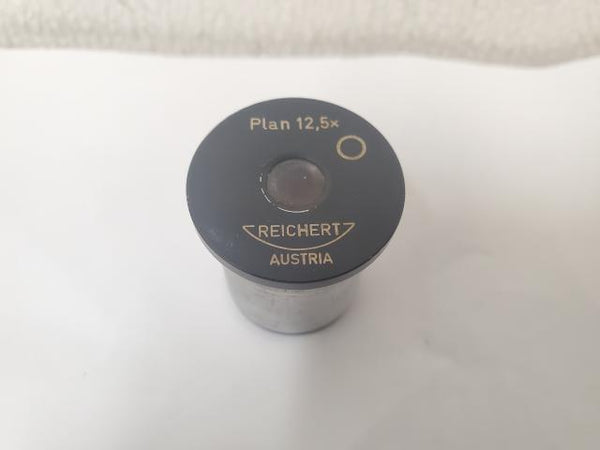 Plan 12,5×
REICHERT
AUSTRIA